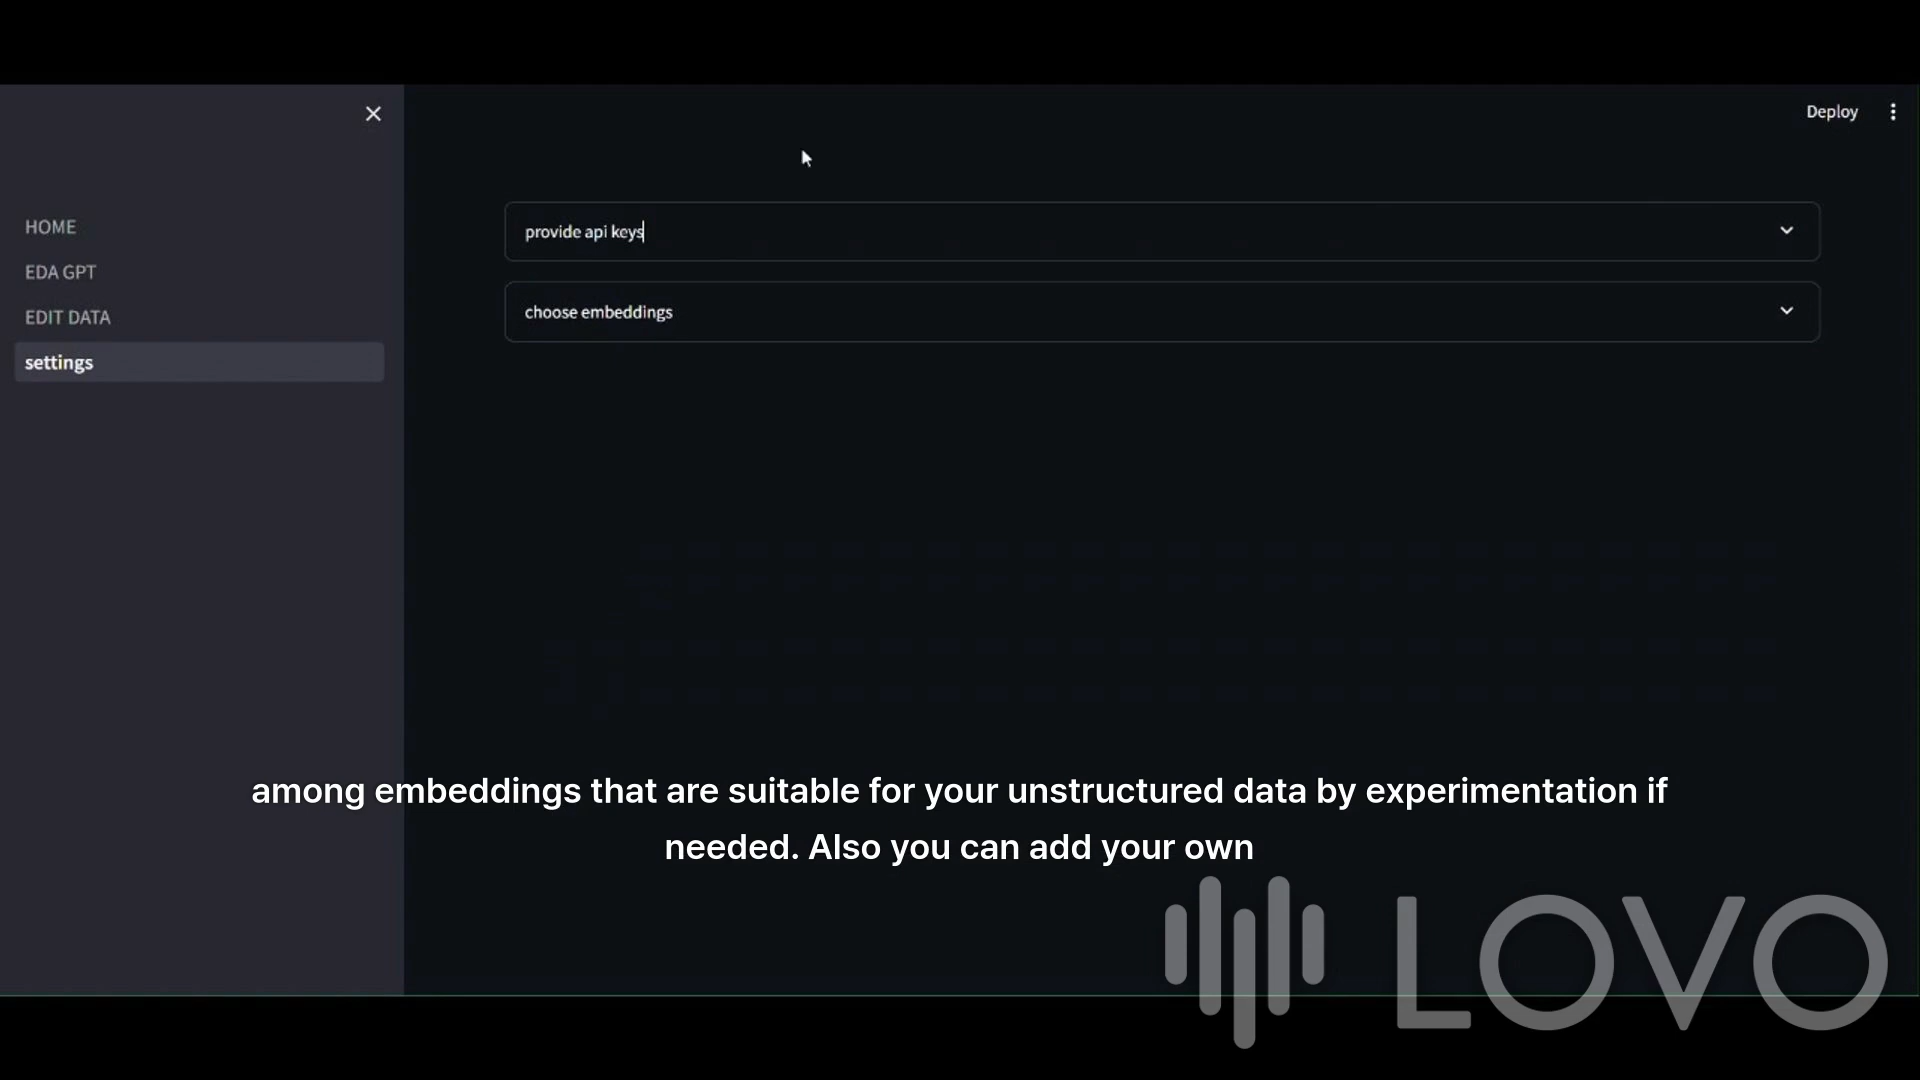 Deploy
HOME
EDA GPT
EDIT DATA
settings
provide api keys
choose embeddings
among embeddings that are suitable for your unstructured data by experimentation if
needed. Also you can add your own
LOVO